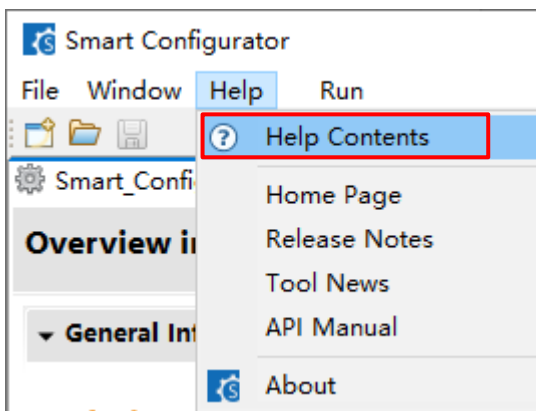 Smart Configurator
File Window Help Run
Help Contents
Smart_Confi
Home Page
Overview i
Release Notes
Tool News
General In
API Manual
About